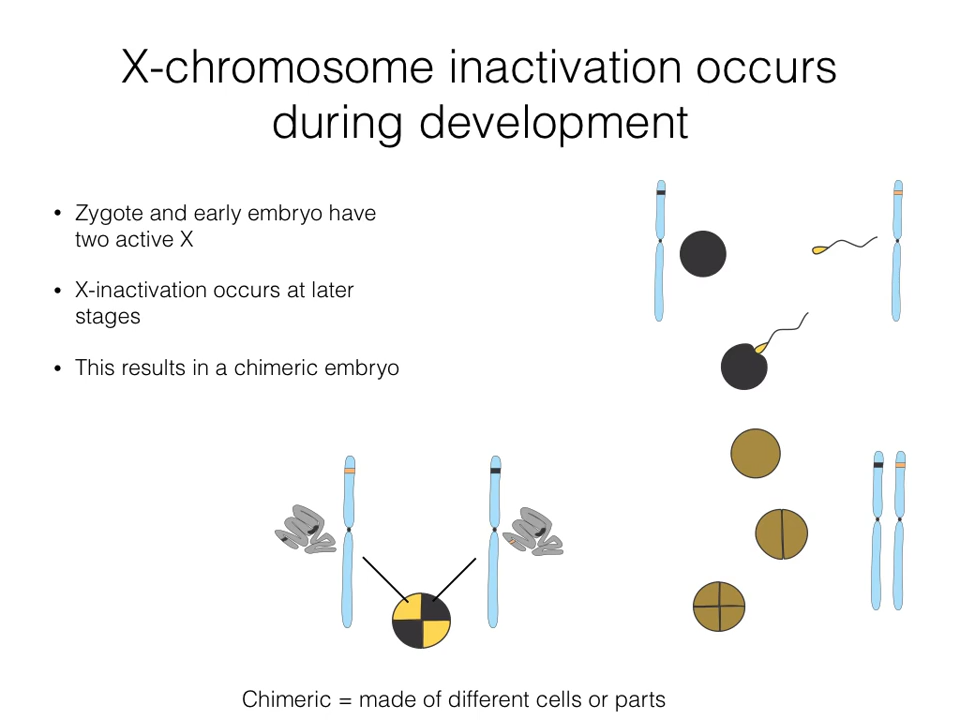 X-chromosome inactivation occurs
during development
• Zygote and early embryo have
two active X
• X-inactivation occurs at later
stages
• This results in a chimeric embryo
Chimeric = made of different cells or parts